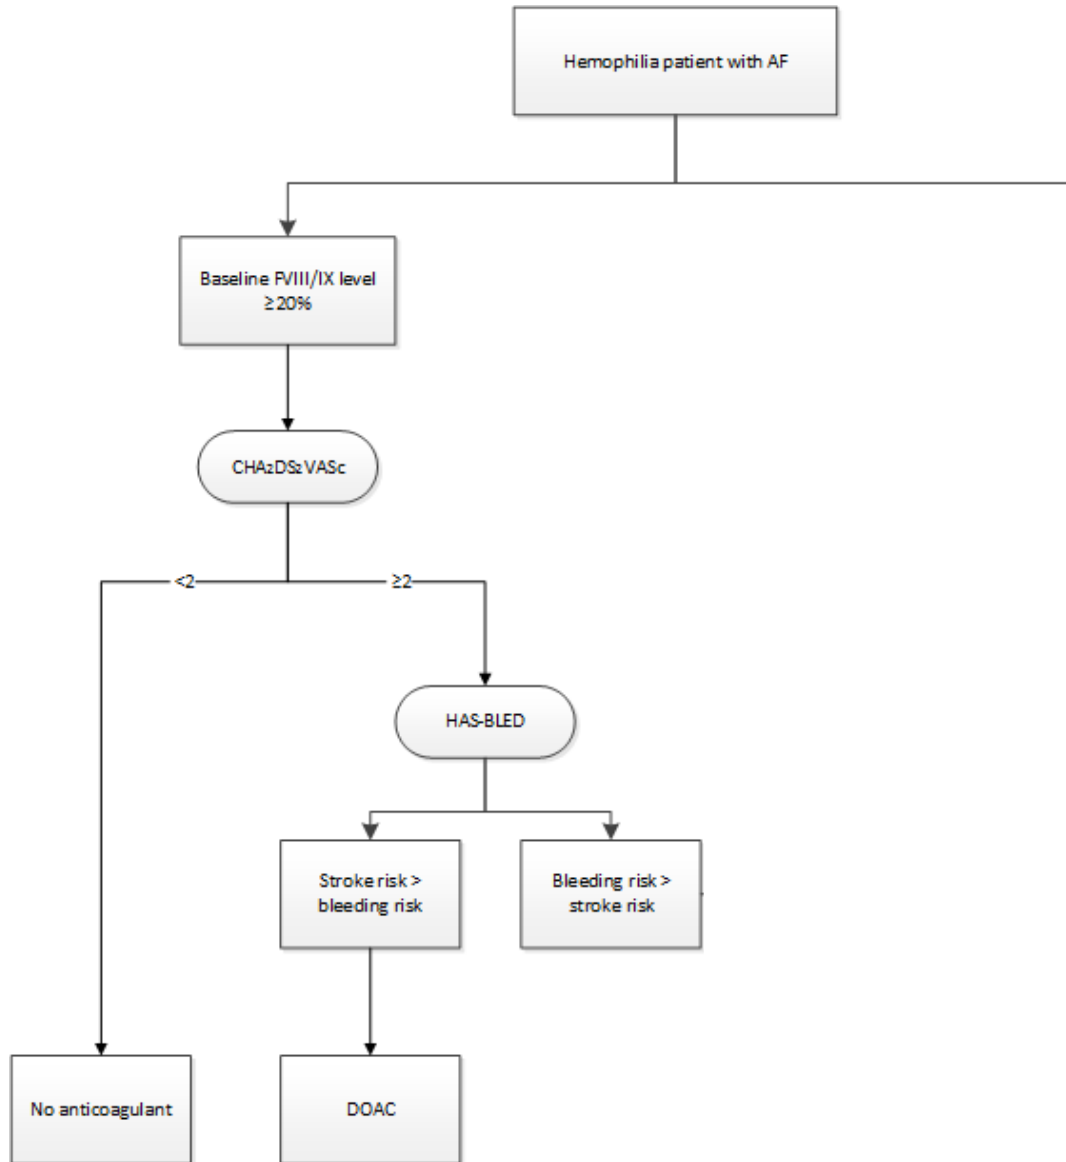 Hemophilia patient with AF
Baseline FVIII/IX level
≥20%
CHA₂DS₂VASc
<2
≥2
HAS-BLED
Stroke risk >
bleeding risk
Bleeding risk >
stroke risk
No anticoagulant
DOAC